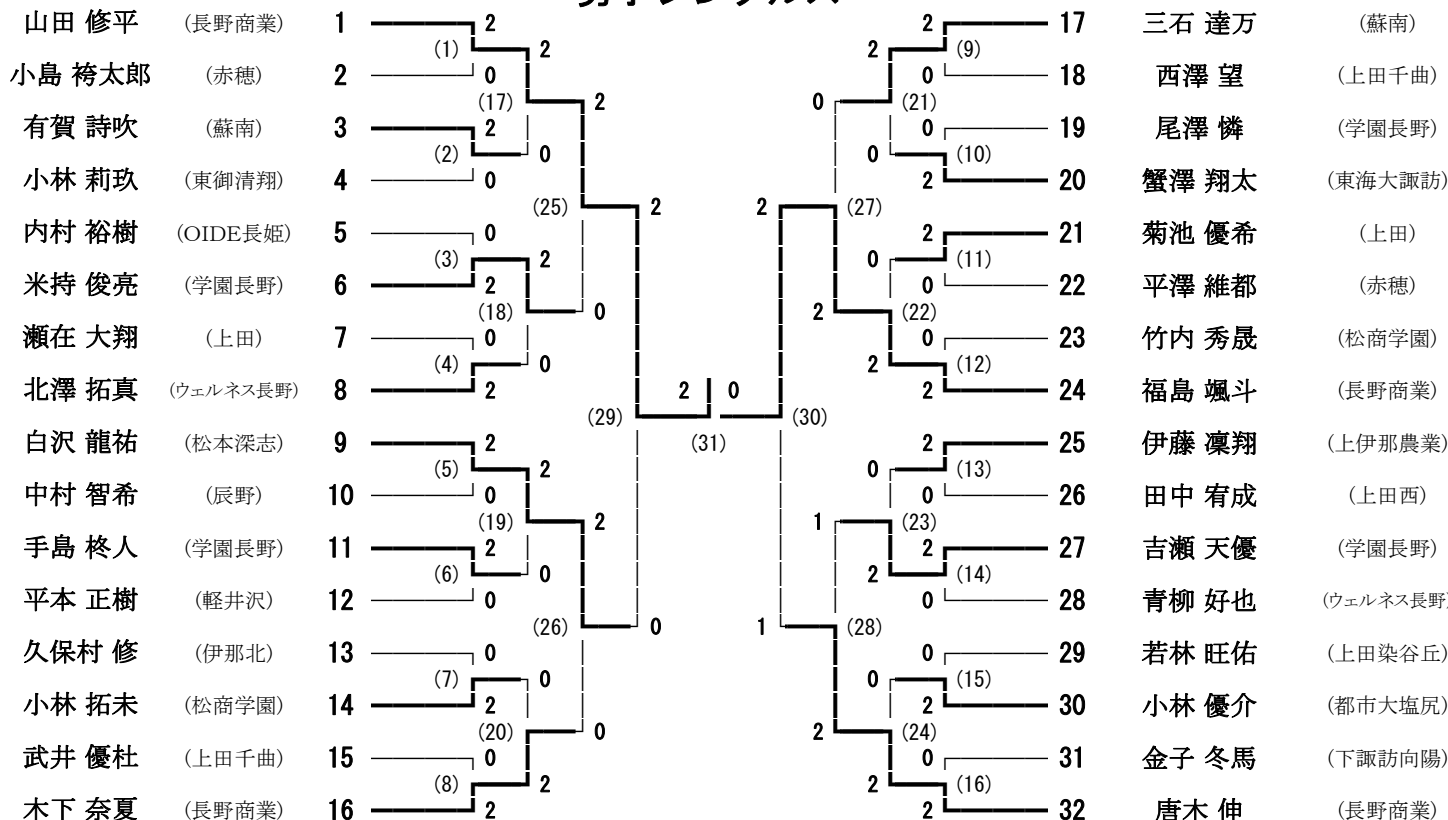 山田 修平 (長野商業) 1 2 2 17 三石 達万 (蘇南)
(1) 2 2 (9)
小島 袴太郎 (赤穂) 2 0 0 18 西澤 望 (上田千曲)
(17) 2 0 (21)
有賀 詩吹 (蘇南) 3 2 0 19 尾澤 憐 (学園長野)
(2) 0 0 (10)
小林 莉玖 (東御清翔) 4 0 2 20 蟹澤 翔太 (東海大諏訪)
(25) 2 2 (27)
内村 裕樹 (OIDE長姫) 5 0 2 21 菊池 優希 (上田)
(3) 2 0 (11)
米持 俊亮 (学園長野) 6 2 0 22 平澤 維都 (赤穂)
(18) 0 2 (22)
瀬在 大翔 (上田) 7 0 0 23 竹内 秀晟 (松商学園)
(4) 0 2 (12)
北澤 拓真 (ウェルネス長野) 8 2 2 0 2 24 福島 颯斗 (長野商業)
(29) (30)
白沢 龍祐 (松本深志) 9 2 (31) 2 25 伊藤 凜翔 (上伊那農業)
(5) 2 0 (13)
中村 智希 (辰野) 10 0 0 26 田中 有成 (上田西)
(19) 2 1 (23)
手島 柊人 (学園長野) 11 2 2 27 吉瀬 天優 (学園長野)
(6) 0 2 (14)
平本 正樹 (軽井沢) 12 0 0 28 青柳 好也 (ウェルネス長野)
(26) 0 1 (28)
久保村 修 (伊那北) 13 0 0 29 若林 旺佑 (上田染谷丘)
(7) 0 0 (15)
小林 拓未 (松商学園) 14 2 2 30 小林 優介 (都市大塩尻)
(20) 0 2 (24)
武井 優杜 (上田千曲) 15 0 0 31 金子 冬馬 (下諏訪向陽)
(8) 2 2 (16)
木下 奈夏 (長野商業) 16 2 2 32 唐木 伸 (長野商業)